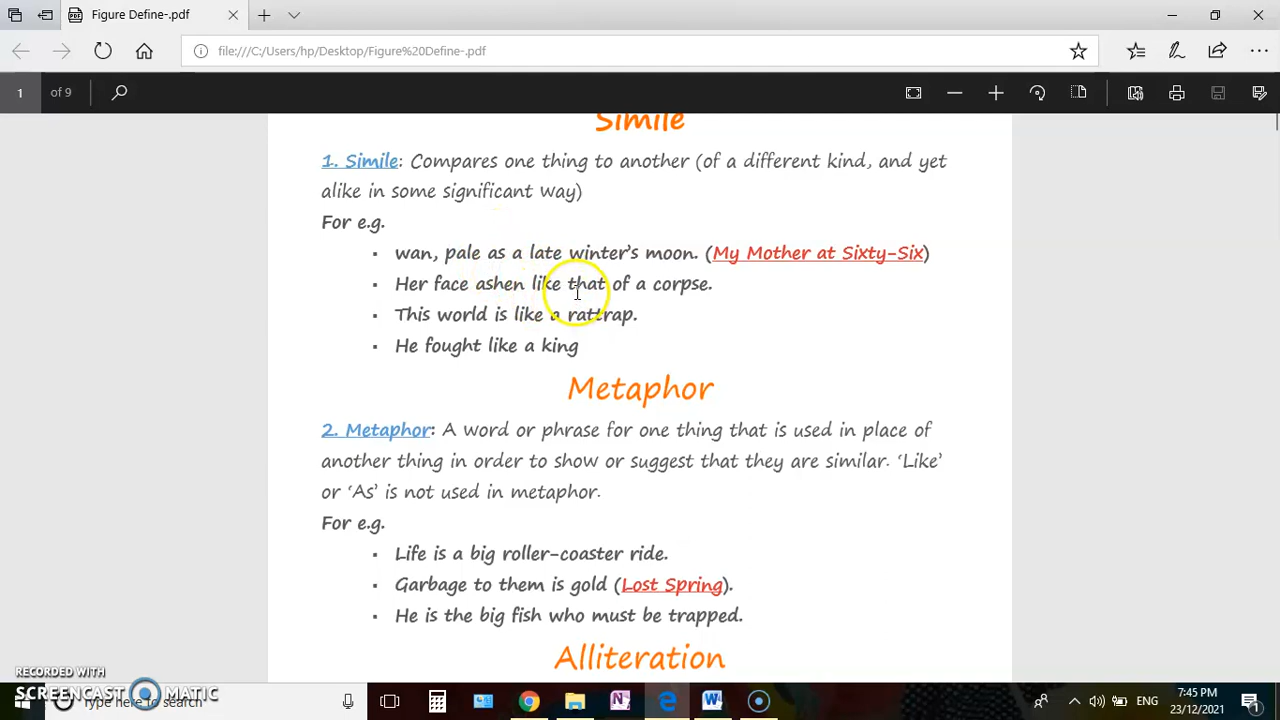 Figure Define-.pdf
file:///C:/Users/hp/Desktop/Figure%20Define-.pdf
1 of 9
Simile
1. Simile: Compares one thing to another (of a different kind, and yet
alike in some significant way)
For e.g.
▪ wan, pale as a late winter's moon. (My Mother at Sixty-Six)
▪ Her face ashen like that of a corpse.
▪ This world is like a rattrap.
▪ He fought like a king
Metaphor
2. Metaphor: A word or phrase for one thing that is used in place of
another thing in order to show or suggest that they are similar. 'Like'
or 'As' is not used in metaphor.
For e.g.
▪ Life is a big roller-coaster ride.
▪ Garbage to them is gold (Lost Spring).
▪ He is the big fish who must be trapped.
Alliteration
RECORDED WITH
SCREENCAST MATIC
Type here to search
ENG
7:45 PM
23/12/2021
1